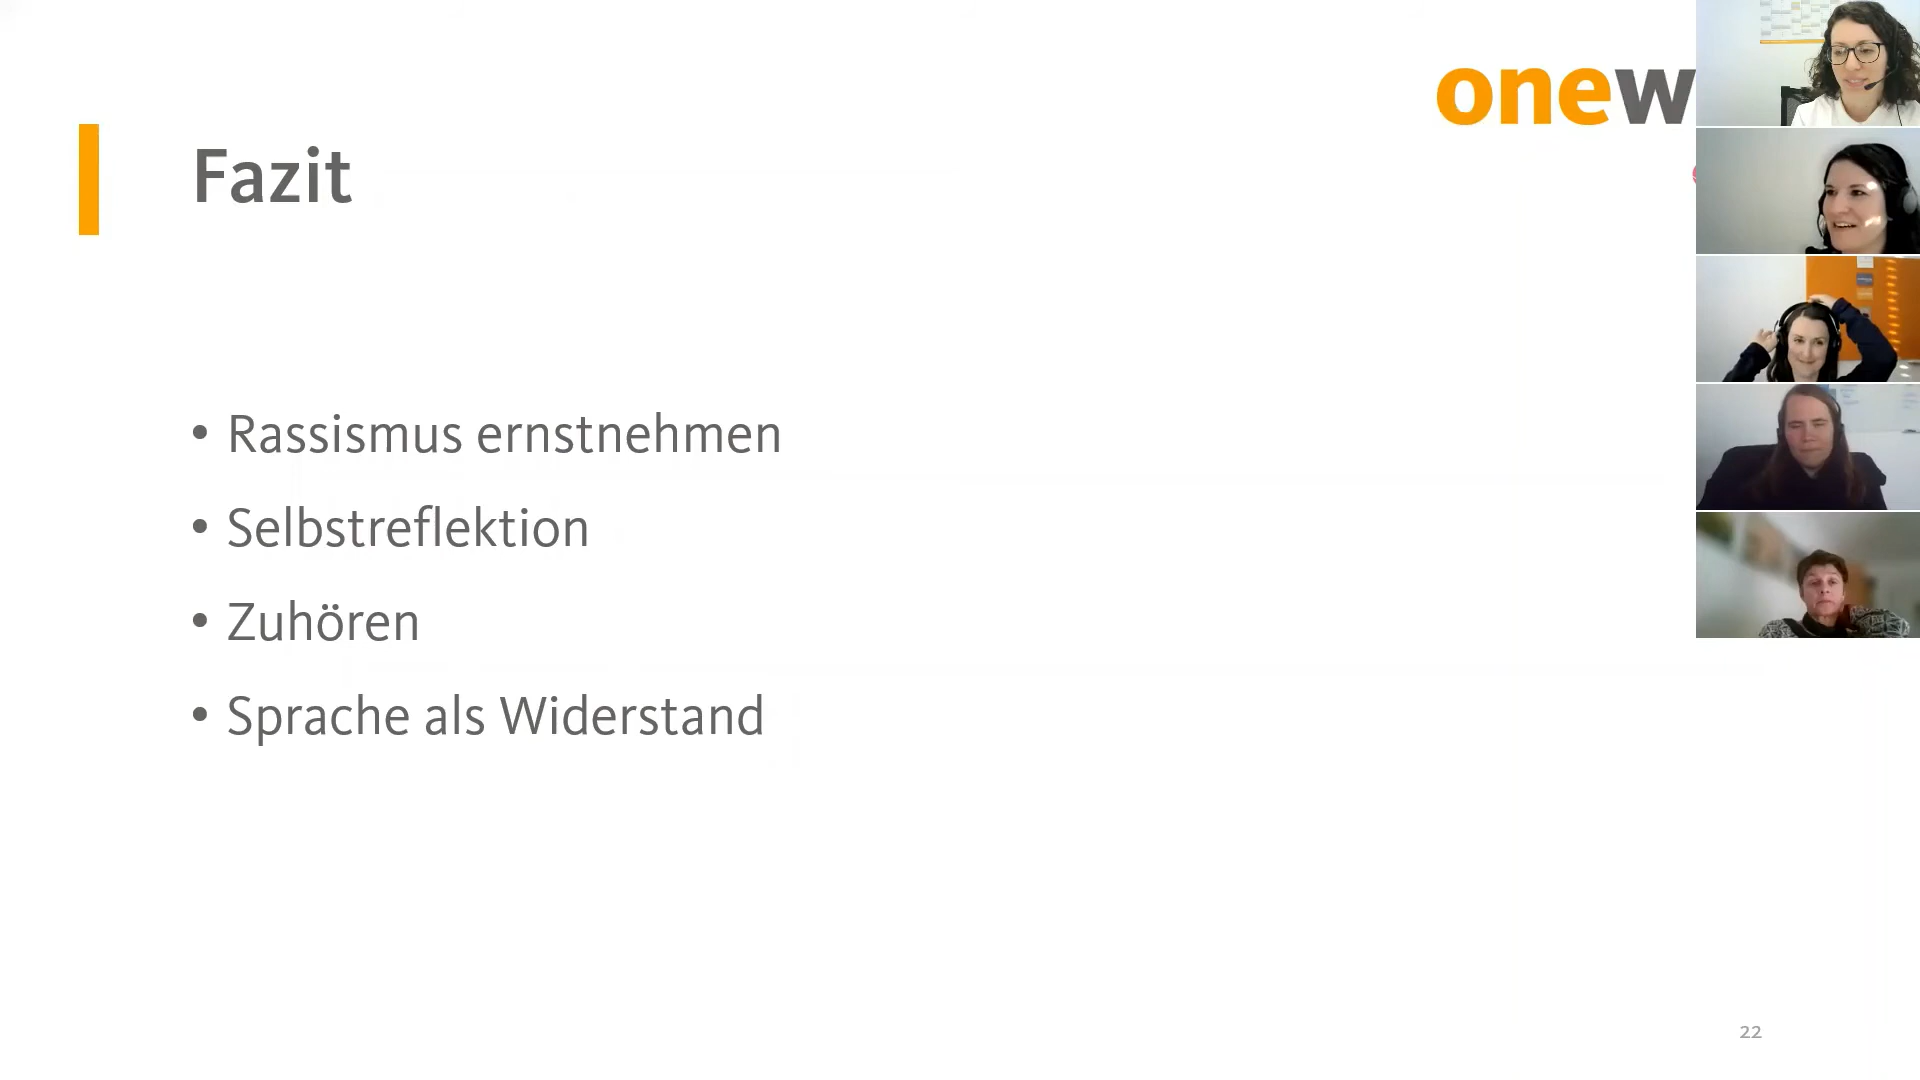 onew
Fazit
• Rassismus ernstnehmen
• Selbstreflektion
• Zuhören
• Sprache als Widerstand
22